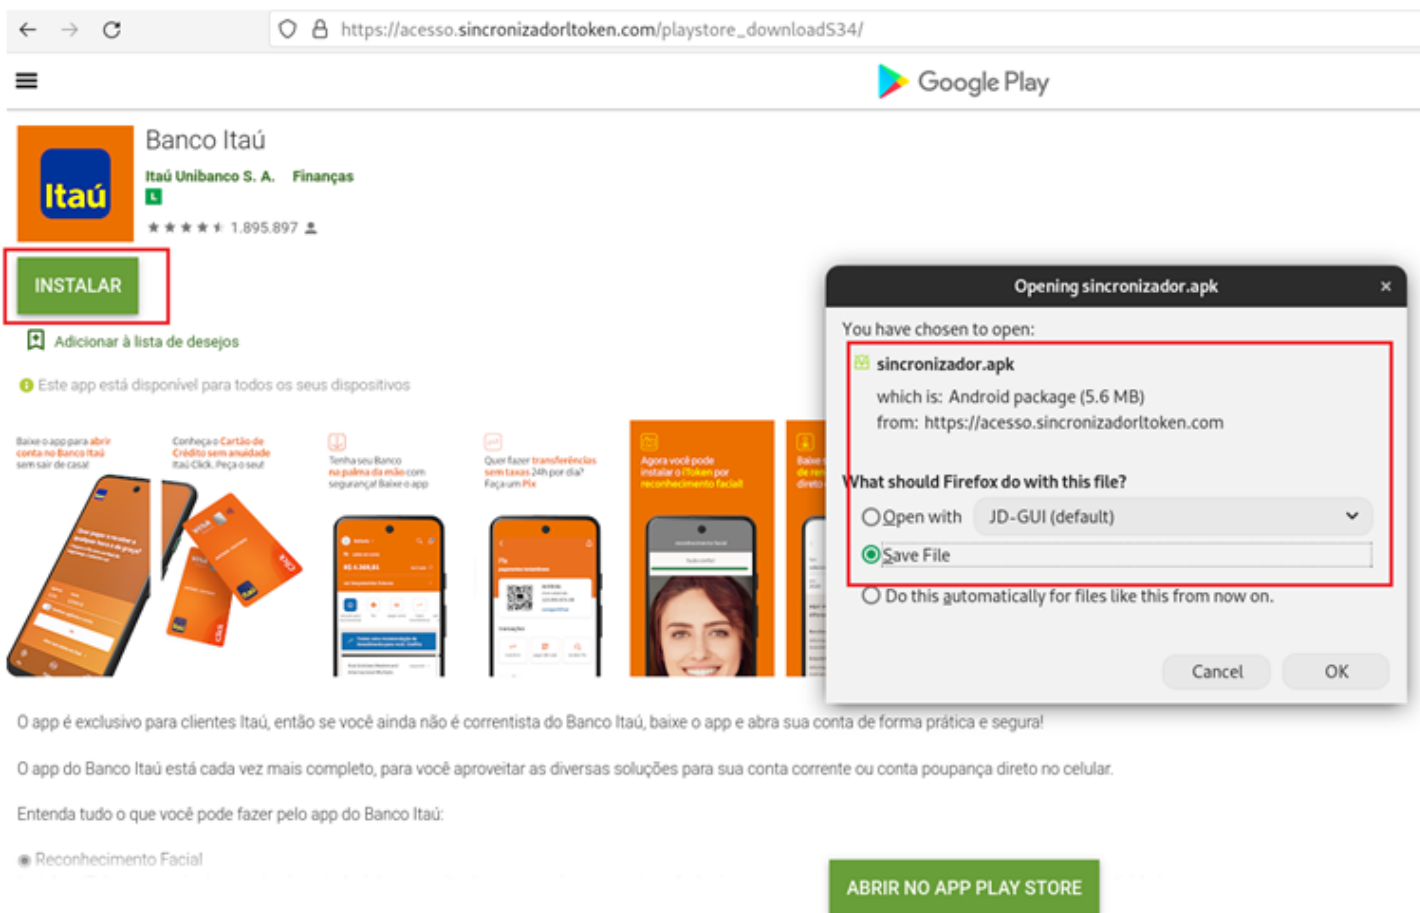 https://acesso.sincronizadorltoken.com/playstore_downloadS34/
Google Play
Itaú
Banco Itaú
Itaú Unibanco S. A. Finanças
L
1.895.897
INSTALAR
Adicionar à lista de desejos
Este app está disponível para todos os seus dispositivos
Baixe o app para abrir
conta no Banco Itaú
sem sair de casa!
Conheça o Cartão de
Crédito sem anuidade
Itaú Click. Peça o seu!
Tenha seu Banco
na palma da mão com
segurança! Baixe o app
Quer fazer transferências
sem taxas 24h por dia?
Faça um Pix
Agora você pode
instalar o iToken por
reconhecimento facial!
Opening sincronizador.apk
You have chosen to open:
sincronizador.apk
which is: Android package (5.6 MB)
from: https://acesso.sincronizadorltoken.com
What should Firefox do with this file?
Open with JD-GUI (default)
Save File
Do this automatically for files like this from now on.
Cancel OK
O app é exclusivo para clientes Itaú, então se você ainda não é correntista do Banco Itaú, baixe o app e abra sua conta de forma prática e segura!
O app do Banco Itaú está cada vez mais completo, para você aproveitar as diversas soluções para sua conta corrente ou conta poupança direto no celular.
Entenda tudo o que você pode fazer pelo app do Banco Itaú:
◉ Reconhecimento Facial
ABRIR NO APP PLAY STORE